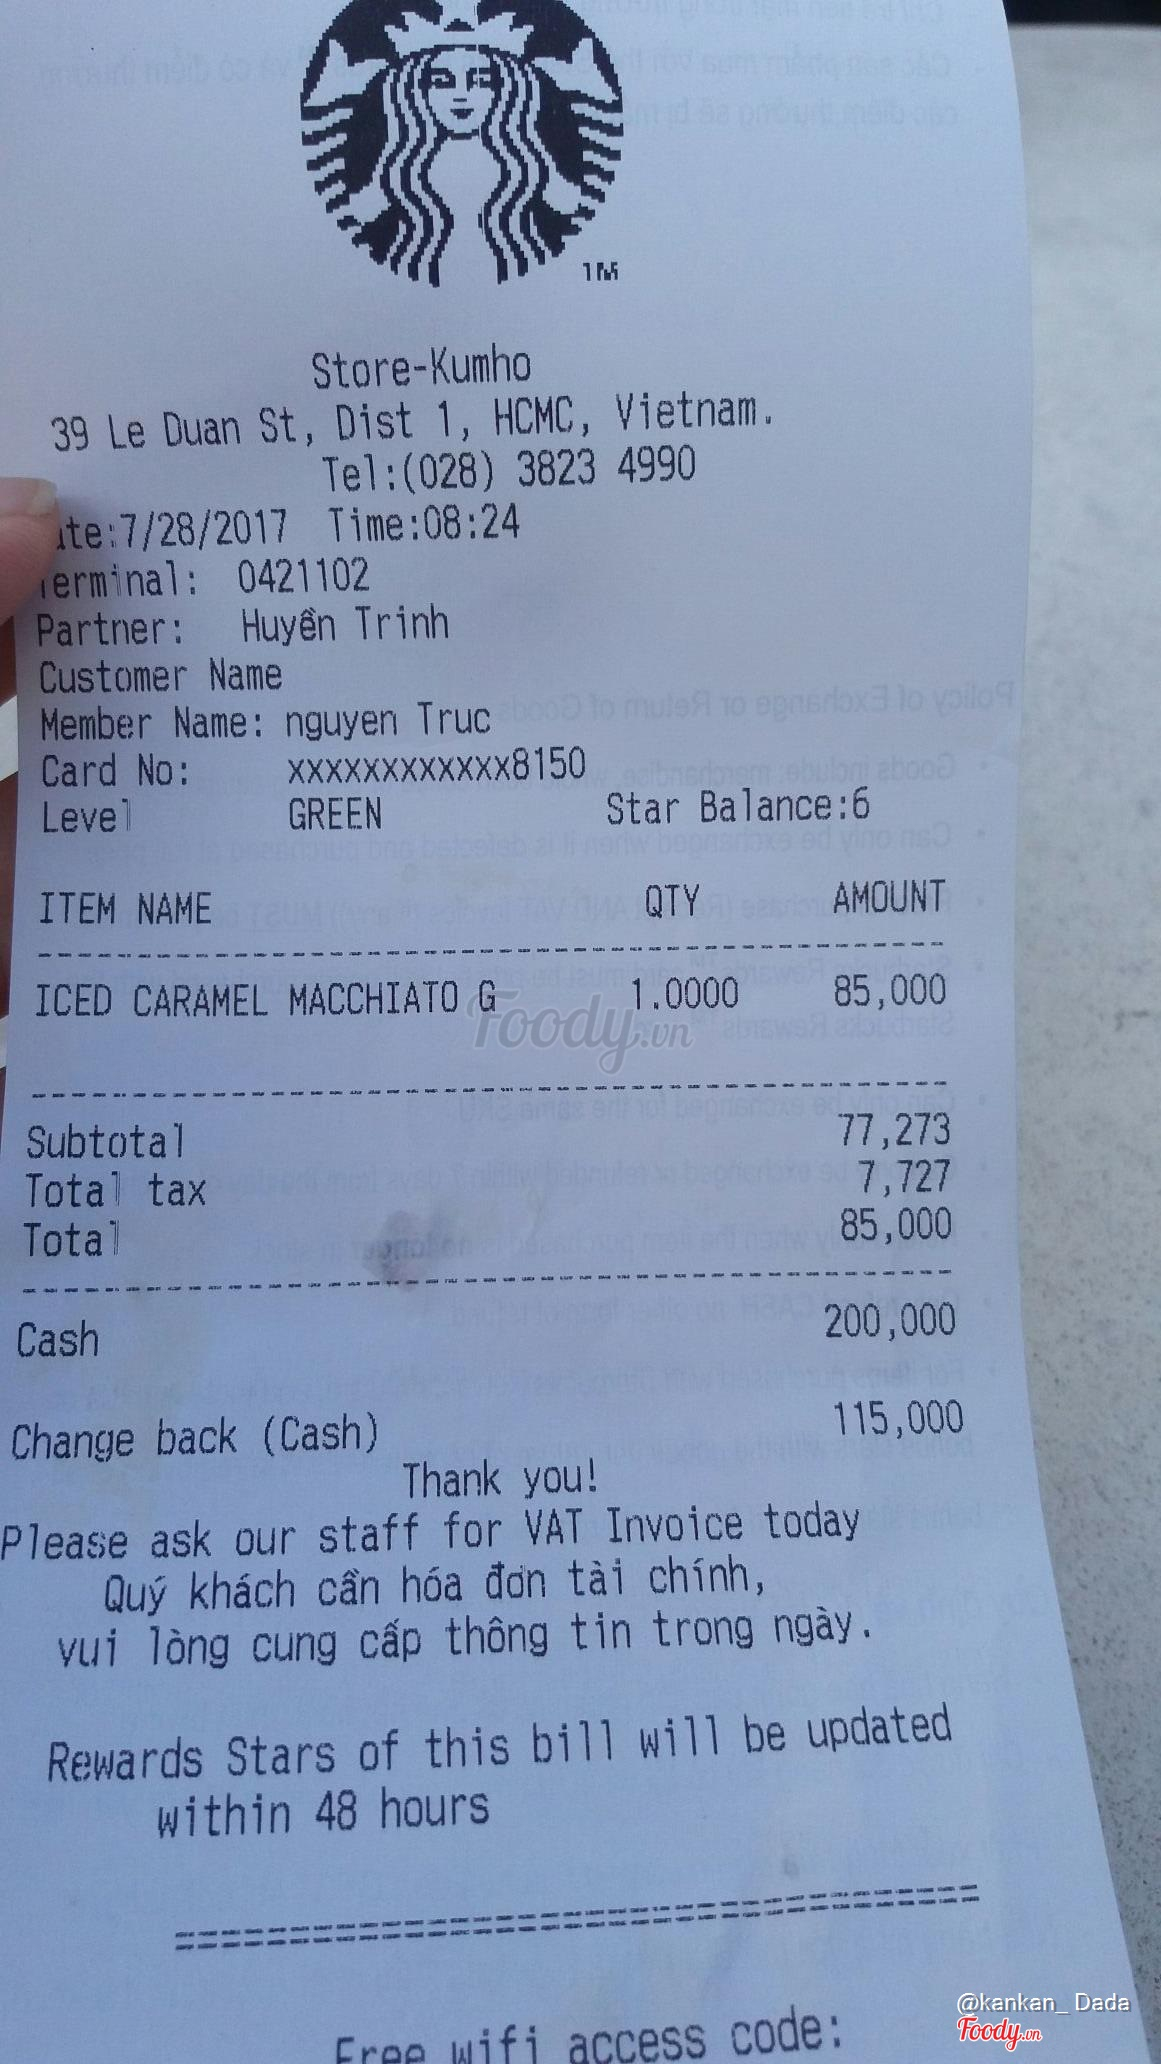 TM
Store-Kumho
39 Le Duan St, Dist 1, HCMC, Vietnam.
Tel:(028) 3823 4990
ate:7/28/2017 Time:08:24
Terminal: 0421102
Partner: Huyền Trinh
Customer Name
Member Name: nguyen Truc
Card No: xxxxxxxxxxxx8150
Level GREEN Star Balance:6
ITEM NAME QTY AMOUNT
ICED CARAMEL MACCHIATO G 1.0000 85,000
Foody.vn
Subtotal 77,273
Total tax 7,727
Total 85,000
Cash 200,000
Change back (Cash) 115,000
Thank you!
Please ask our staff for VAT Invoice today
Quý khách cần hóa đơn tài chính,
vui lòng cung cấp thông tin trong ngày.
Rewards Stars of this bill will be updated
within 48 hours
Free wifi access code:
@kankan_ Dada
Foody.vn